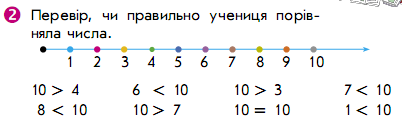 2 Перевір, чи правильно учениця порів-
няла числа.
1 2 3 4 5 6 7 8 9 10
10 > 4 6 < 10 10 > 3 7 < 10
8 < 10 10 > 7 10 = 10 1 < 10